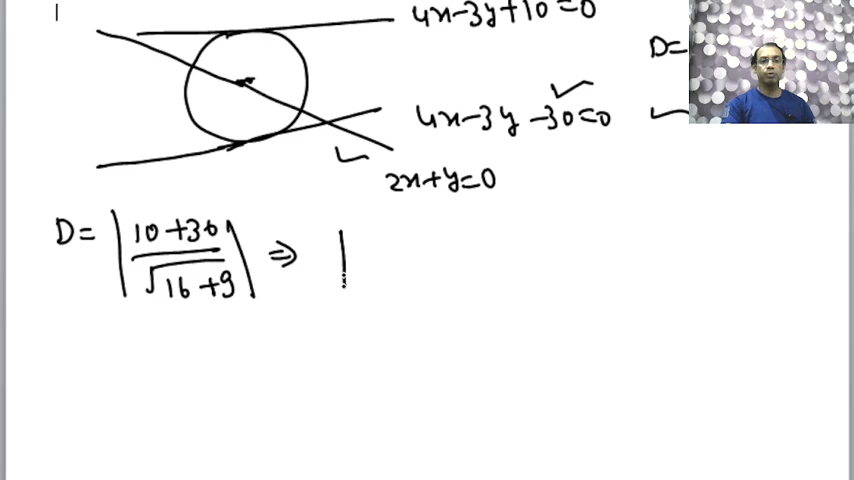 4x-3y+10=0
D=
4x-3y-30=0
2x+y=0
D= |10+30/√16+9| ⇒ |